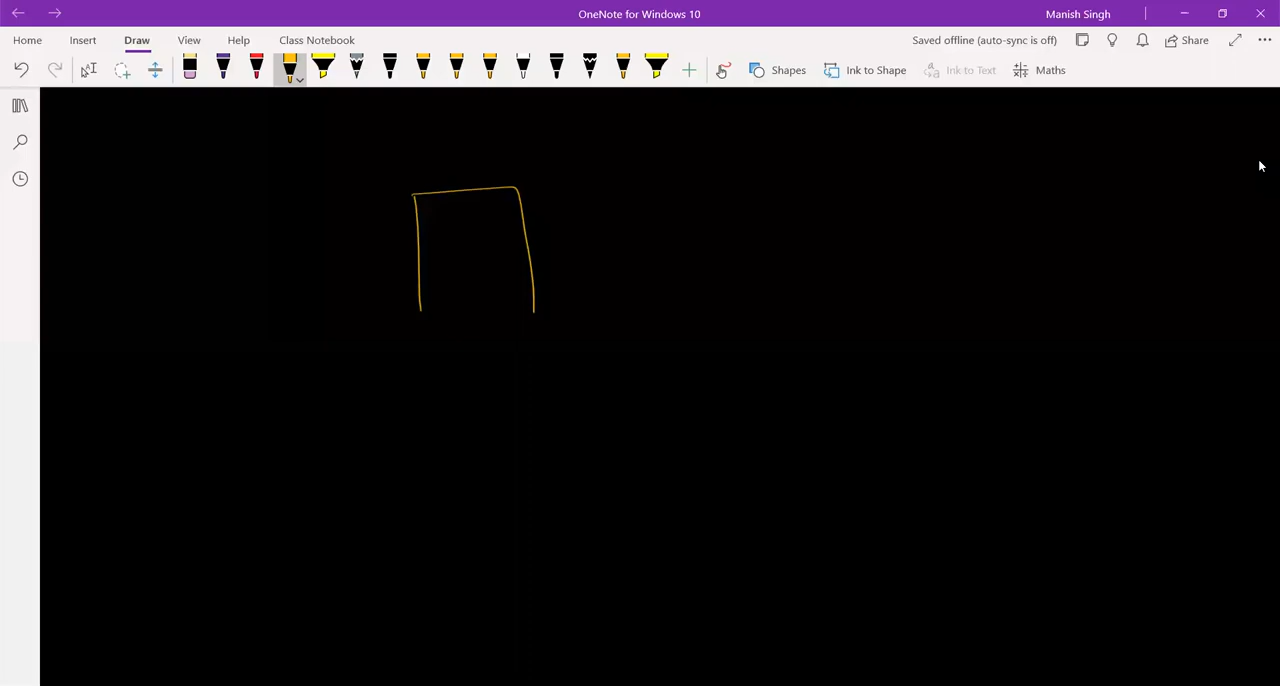 OneNote for Windows 10
Manish Singh
Home Insert Draw View Help Class Notebook
Saved offline (auto-sync is off) Share
Shapes Ink to Shape Ink to Text Maths